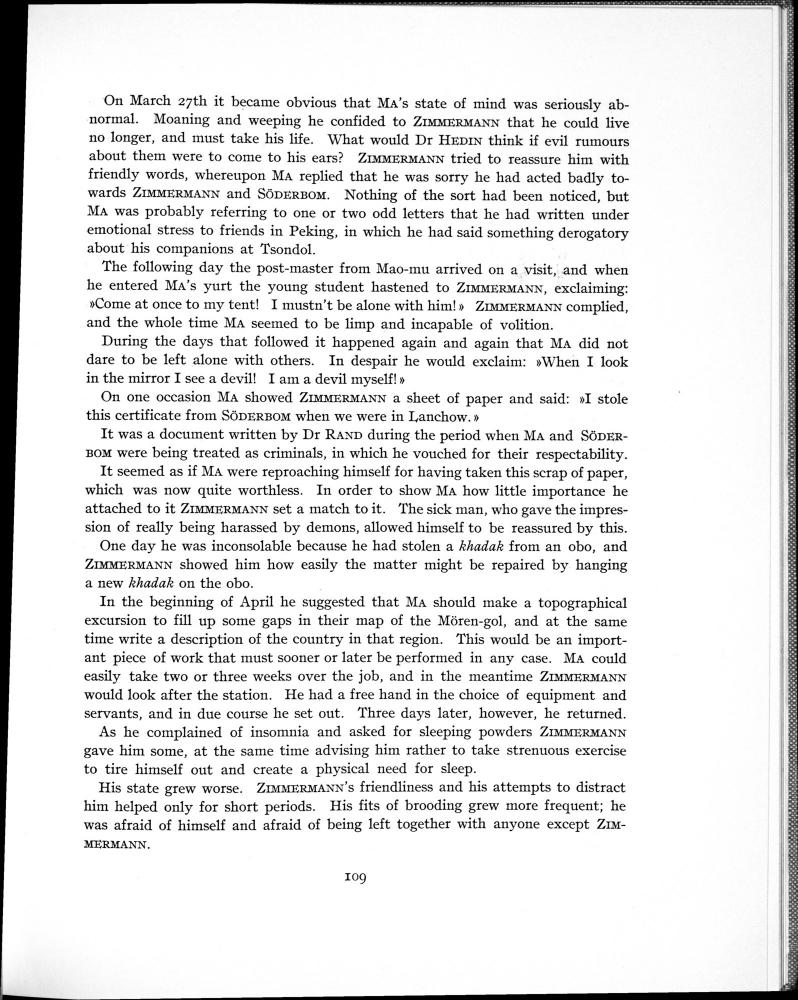 On March 27th it became obvious that MA's state of mind was seriously ab-
normal. Moaning and weeping he confided to ZIMMERMANN that he could live
no longer, and must take his life. What would Dr HEDIN think if evil rumours
about them were to come to his ears? ZIMMERMANN tried to reassure him with
friendly words, whereupon MA replied that he was sorry he had acted badly to-
wards ZIMMERMANN and SÖDERBOM. Nothing of the sort had been noticed, but
MA was probably referring to one or two odd letters that he had written under
emotional stress to friends in Peking, in which he had said something derogatory
about his companions at Tsondol.
The following day the post-master from Mao-mu arrived on a visit, and when
he entered MA's yurt the young student hastened to ZIMMERMANN, exclaiming:
»Come at once to my tent! I mustn't be alone with him!» ZIMMERMANN complied,
and the whole time MA seemed to be limp and incapable of volition.
During the days that followed it happened again and again that MA did not
dare to be left alone with others. In despair he would exclaim: »When I look
in the mirror I see a devil! I am a devil myself!»
On one occasion MA showed ZIMMERMANN a sheet of paper and said: »I stole
this certificate from SÖDERBOM when we were in Lanchow.»
It was a document written by Dr RAND during the period when MA and SÖDER-
BOM were being treated as criminals, in which he vouched for their respectability.
It seemed as if MA were reproaching himself for having taken this scrap of paper,
which was now quite worthless. In order to show MA how little importance he
attached to it ZIMMERMANN set a match to it. The sick man, who gave the impres-
sion of really being harassed by demons, allowed himself to be reassured by this.
One day he was inconsolable because he had stolen a khadak from an obo, and
ZIMMERMANN showed him how easily the matter might be repaired by hanging
a new khadak on the obo.
In the beginning of April he suggested that MA should make a topographical
excursion to fill up some gaps in their map of the Mören-gol, and at the same
time write a description of the country in that region. This would be an import-
ant piece of work that must sooner or later be performed in any case. MA could
easily take two or three weeks over the job, and in the meantime ZIMMERMANN
would look after the station. He had a free hand in the choice of equipment and
servants, and in due course he set out. Three days later, however, he returned.
As he complained of insomnia and asked for sleeping powders ZIMMERMANN
gave him some, at the same time advising him rather to take strenuous exercise
to tire himself out and create a physical need for sleep.
His state grew worse. ZIMMERMANN's friendliness and his attempts to distract
him helped only for short periods. His fits of brooding grew more frequent; he
was afraid of himself and afraid of being left together with anyone except ZIM-
MERMANN.
109